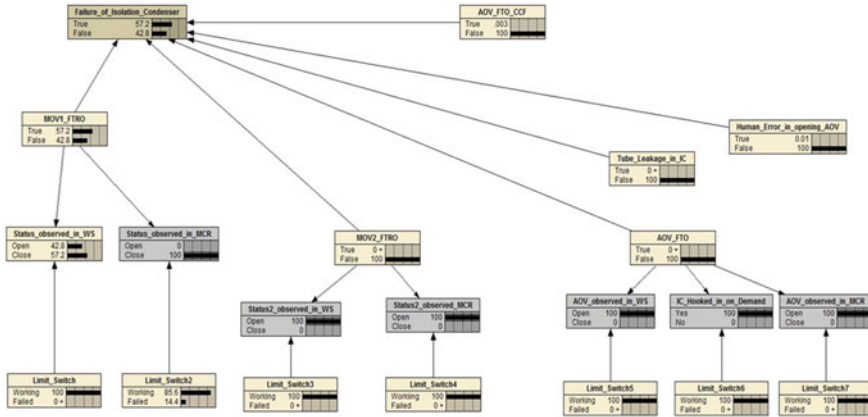 Failure_of_Isolation_Condenser
True 57.2
False 42.8
AOV_FTO_CCF
True .003
False 100
MOV1_FTRO
True 57.2
False 42.8
Human_Error_in_opening_AOV
True 0.01
False 100
Tube_Leakage_in_IC
True 0 +
False 100
Status_observed_in_WS
Open 42.8
Close 57.2
Status_observed_in_MCR
Open 0
Close 100
MOV2_FTRO
True 0 +
False 100
AOV_FTO
True 0 +
False 100
Status2_observed_in_WS
Open 100
Close 0
Status2_observed_MCR
Open 100
Close 0
AOV_observed_in_WS
Open 100
Close 0
IC_Hooked_in_on_Demand
Yes 100
No 0
AOV_observed_in_MCR
Open 100
Close 0
Limit_Switch
Working 100
Failed 0 +
Limit_Switch2
Working 85.6
Failed 14.4
Limit_Switch3
Working 100
Failed 0 +
Limit_Switch4
Working 100
Failed 0 +
Limit_Switch5
Working 100
Failed 0 +
Limit_Switch6
Working 100
Failed 0 +
Limit_Switch7
Working 100
Failed 0 +